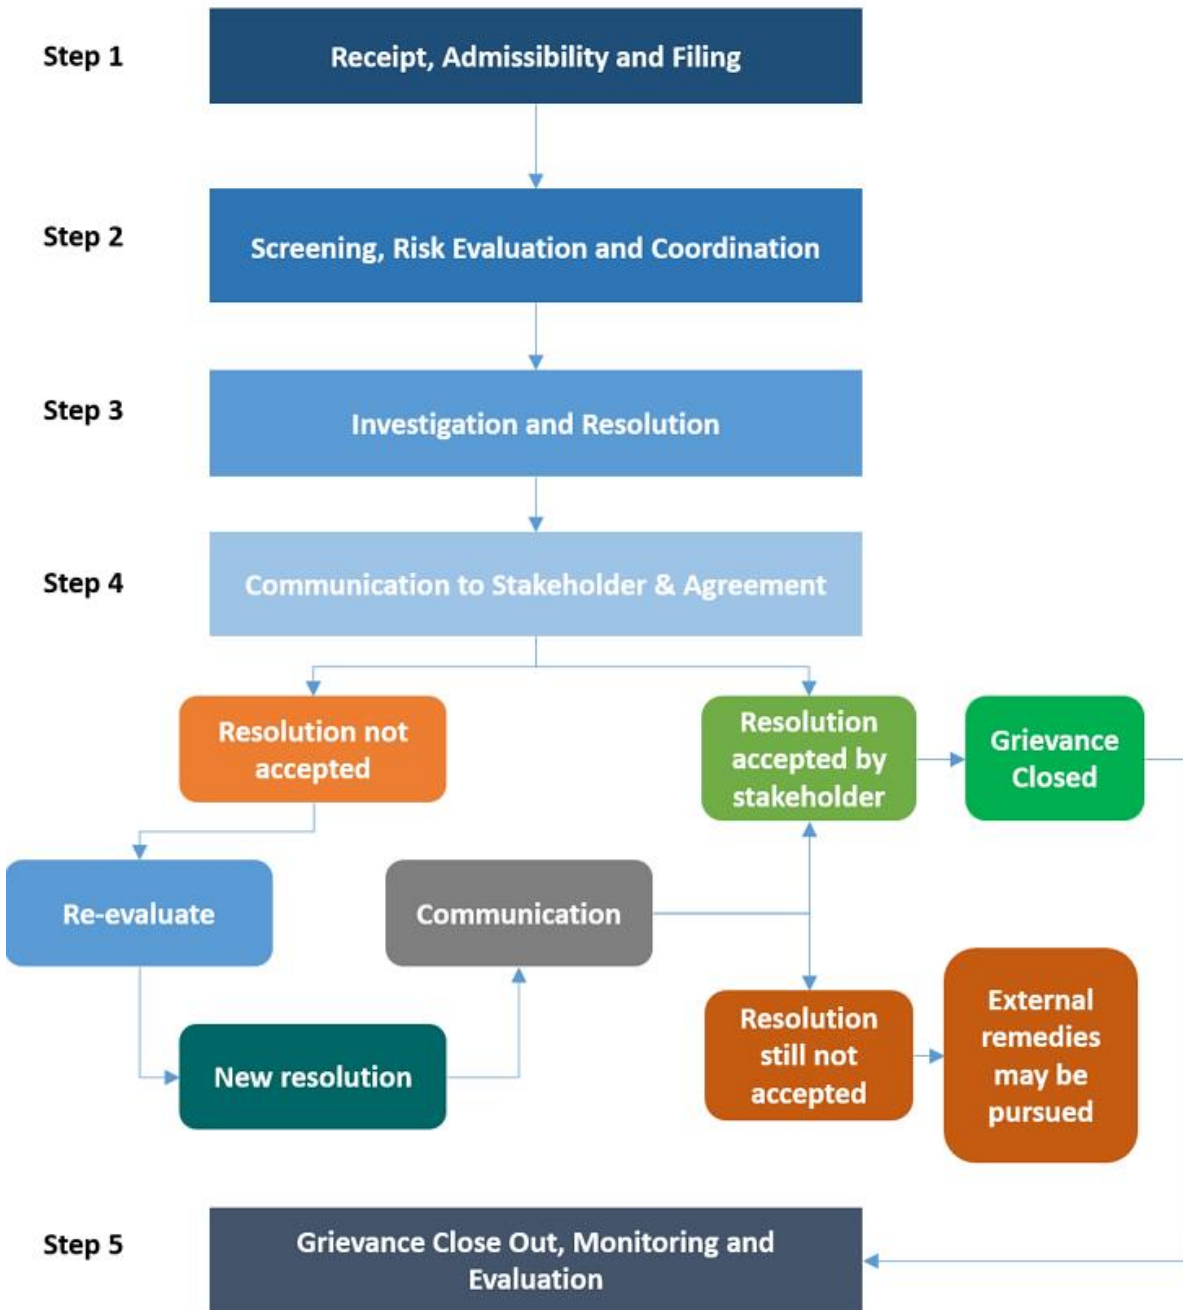 Step 1
Receipt, Admissibility and Filing
Step 2
Screening, Risk Evaluation and Coordination
Step 3
Investigation and Resolution
Step 4
Communication to Stakeholder & Agreement
Resolution not
accepted
Resolution
accepted by
stakeholder
Grievance
Closed
Re-evaluate
Communication
New resolution
Resolution
still not
accepted
External
remedies
may be
pursued
Step 5
Grievance Close Out, Monitoring and
Evaluation